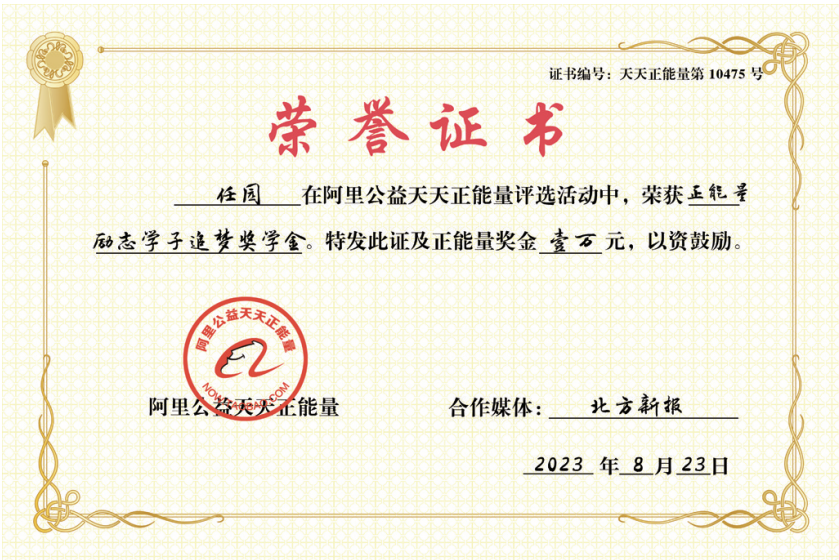 证书编号：天天正能量第 10475 号
荣誉证书
任园 在阿里公益天天正能量评选活动中，荣获 正能量
励志学子追梦奖学金。特发此证及正能量奖金 壹万 元，以资鼓励。
阿里公益天天正能量
NOW.TAOBAO.COM
阿里公益天天正能量 合作媒体：北方新报
2023 年 8 月 23 日